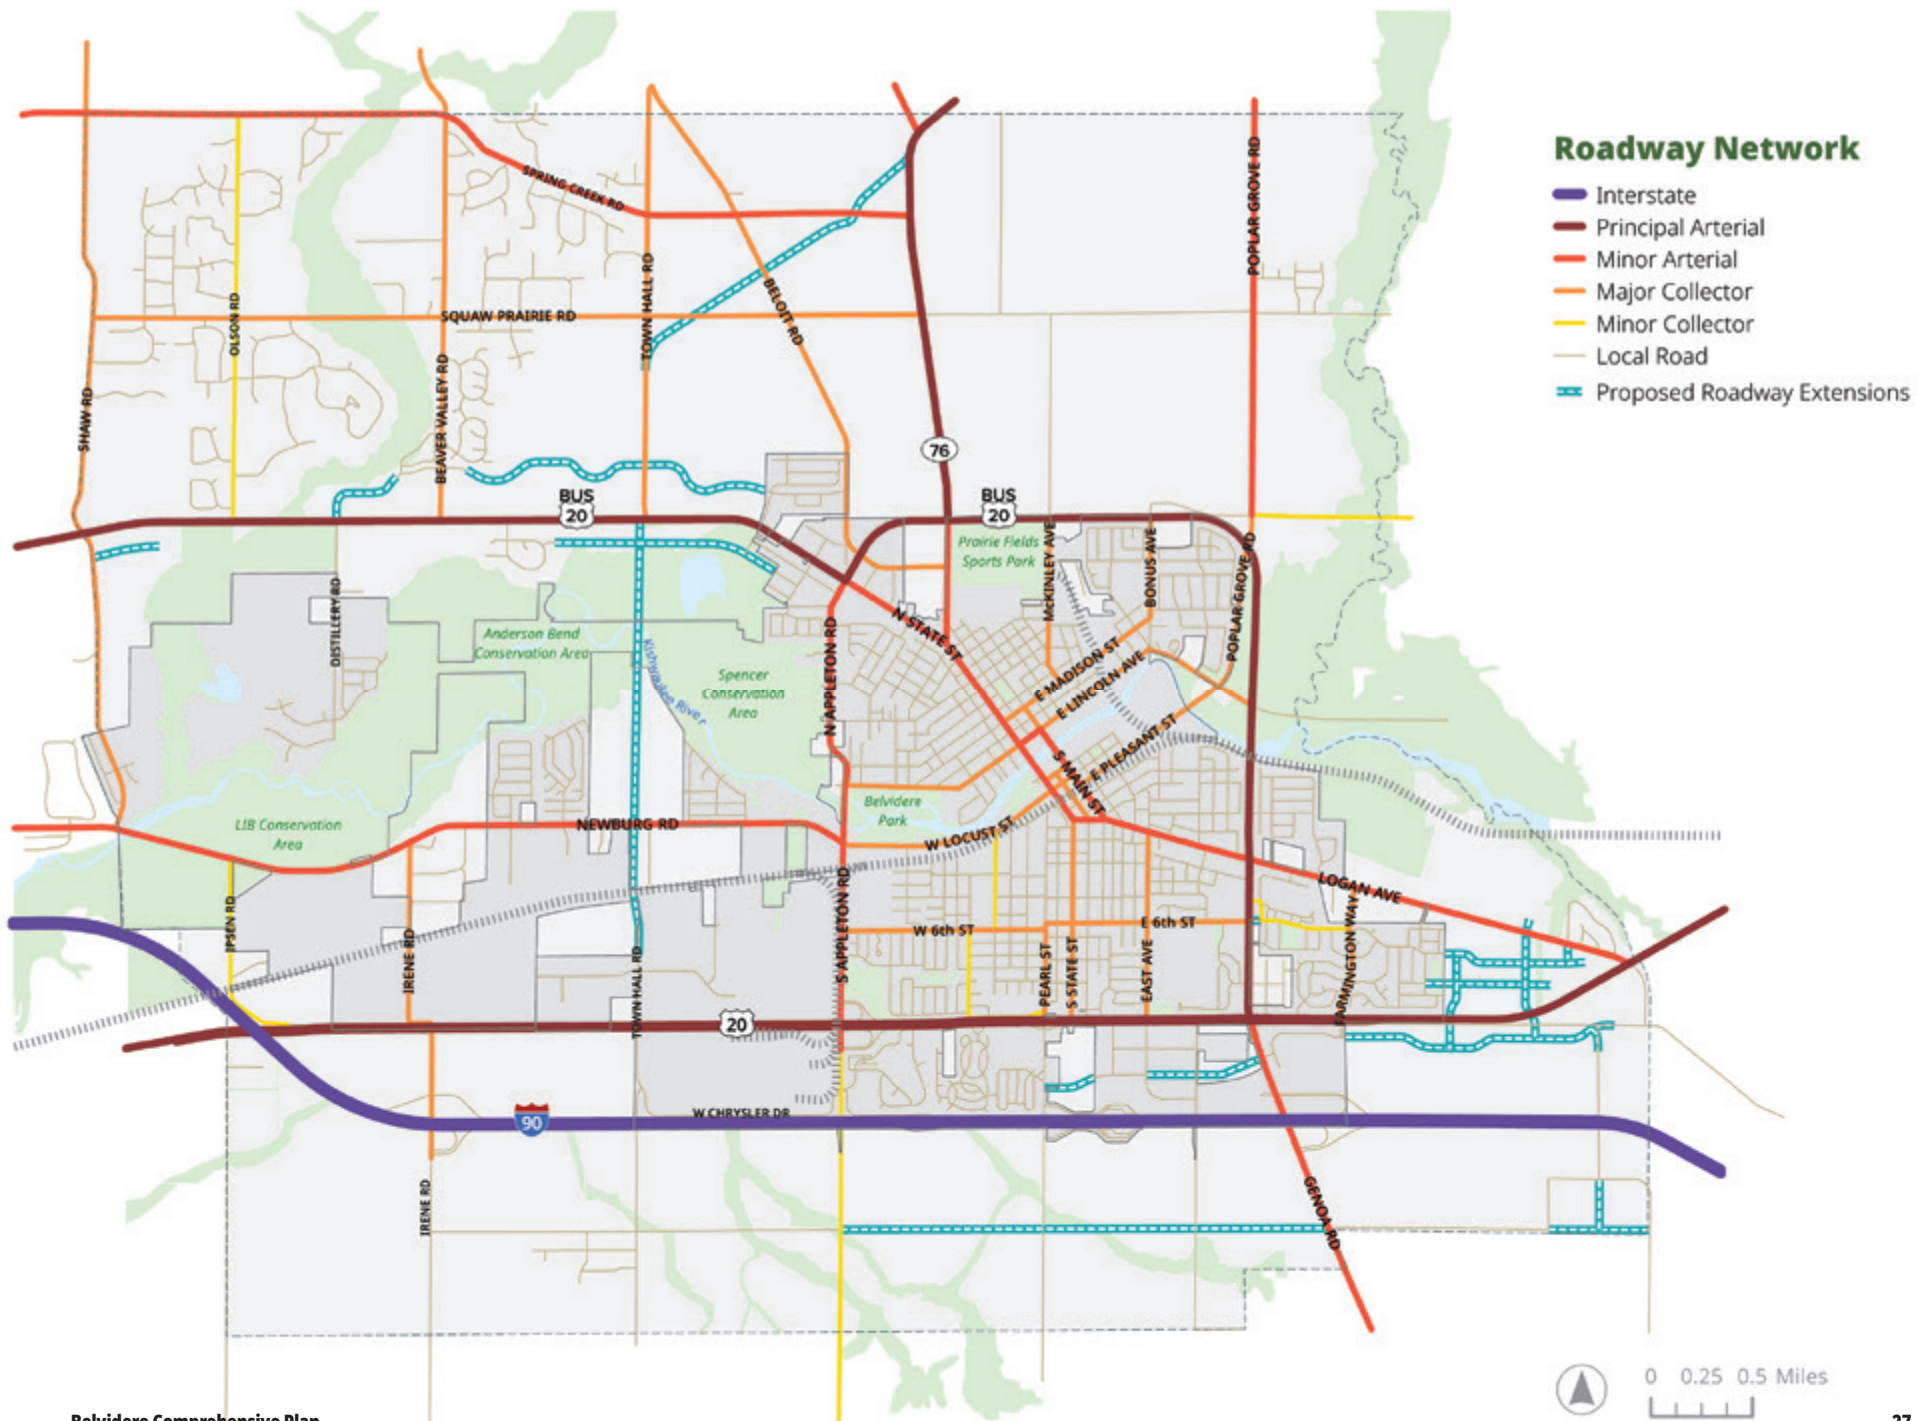 Roadway Network
Interstate
Principal Arterial
Minor Arterial
Major Collector
Minor Collector
Local Road
Proposed Roadway Extensions
SPRING CREEK RD
POPLAR GROVE RD
OLSON RD
TOWN HALL RD
BELOIT RD
SQUAW PRAIRIE RD
SHAW RD
BEAVER VALLEY RD
76
BUS
20
BUS
20
Prairie Fields
Sports Park
McKINLEY AVE
BONUS AVE
POPLAR GROVE RD
DISTILLERY RD
Anderson Bend
Conservation Area
Kishwaukee River
Spencer
Conservation
Area
N APPLETON RD
N STATE ST
E MADISON ST
E LINCOLN AVE
S MAIN ST
E PLEASANT ST
Belvidere
Park
LIB Conservation
Area
NEWBURG RD
W LOCUST ST
LOGAN AVE
IPSEN RD
IRENE RD
TOWN HALL RD
S APPLETON RD
W 6th ST
E 6th ST
PEARL ST
S STATE ST
EAST AVE
FARMINGTON WAY
20
W CHRYSLER DR
90
IRENE RD
GENOA RD
0 0.25 0.5 Miles
Belvidere Comprehensive Plan
27